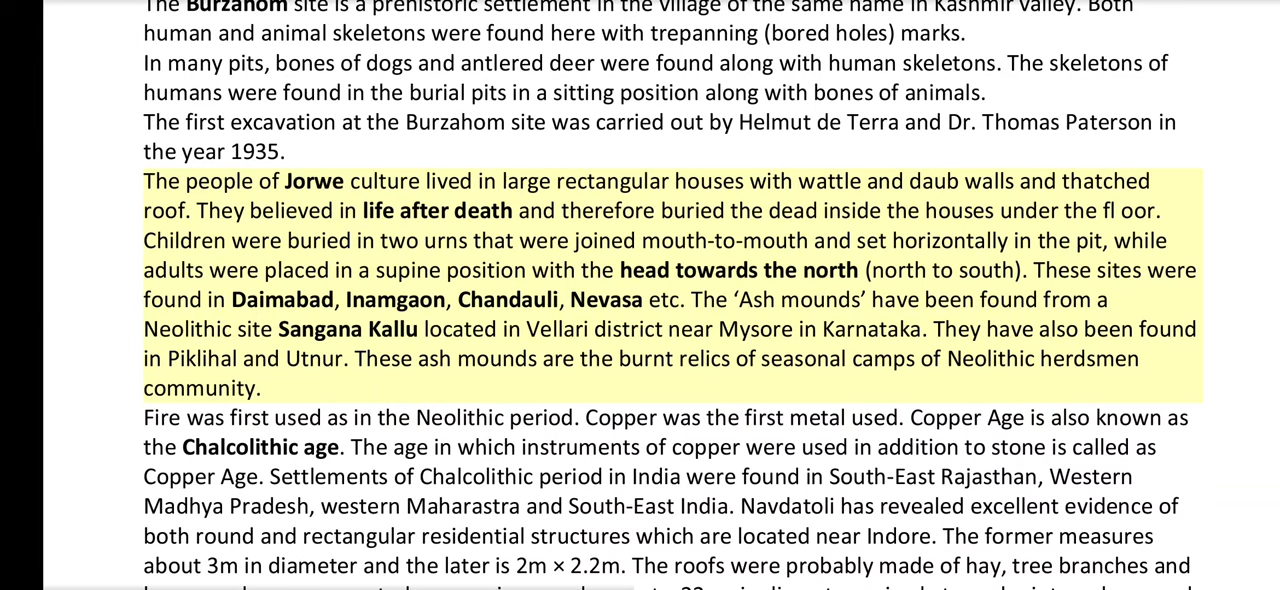 The Burzahom site is a prehistoric settlement in the village of the same name in Kashmir valley. Both
human and animal skeletons were found here with trepanning (bored holes) marks.
In many pits, bones of dogs and antlered deer were found along with human skeletons. The skeletons of
humans were found in the burial pits in a sitting position along with bones of animals.
The first excavation at the Burzahom site was carried out by Helmut de Terra and Dr. Thomas Paterson in
the year 1935.
The people of Jorwe culture lived in large rectangular houses with wattle and daub walls and thatched
roof. They believed in life after death and therefore buried the dead inside the houses under the fl oor.
Children were buried in two urns that were joined mouth-to-mouth and set horizontally in the pit, while
adults were placed in a supine position with the head towards the north (north to south). These sites were
found in Daimabad, Inamgaon, Chandauli, Nevasa etc. The ‘Ash mounds’ have been found from a
Neolithic site Sangana Kallu located in Vellari district near Mysore in Karnataka. They have also been found
in Piklihal and Utnur. These ash mounds are the burnt relics of seasonal camps of Neolithic herdsmen
community.
Fire was first used as in the Neolithic period. Copper was the first metal used. Copper Age is also known as
the Chalcolithic age. The age in which instruments of copper were used in addition to stone is called as
Copper Age. Settlements of Chalcolithic period in India were found in South-East Rajasthan, Western
Madhya Pradesh, western Maharastra and South-East India. Navdatoli has revealed excellent evidence of
both round and rectangular residential structures which are located near Indore. The former measures
about 3m in diameter and the later is 2m × 2.2m. The roofs were probably made of hay, tree branches and